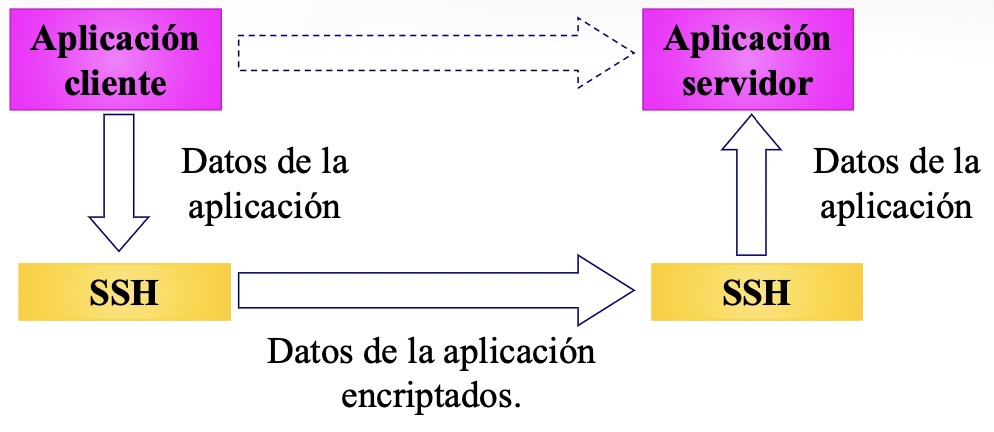 Aplicación
cliente
Aplicación
servidor
Datos de la
aplicación
Datos de la
aplicación
SSH
SSH
Datos de la aplicación
encriptados.